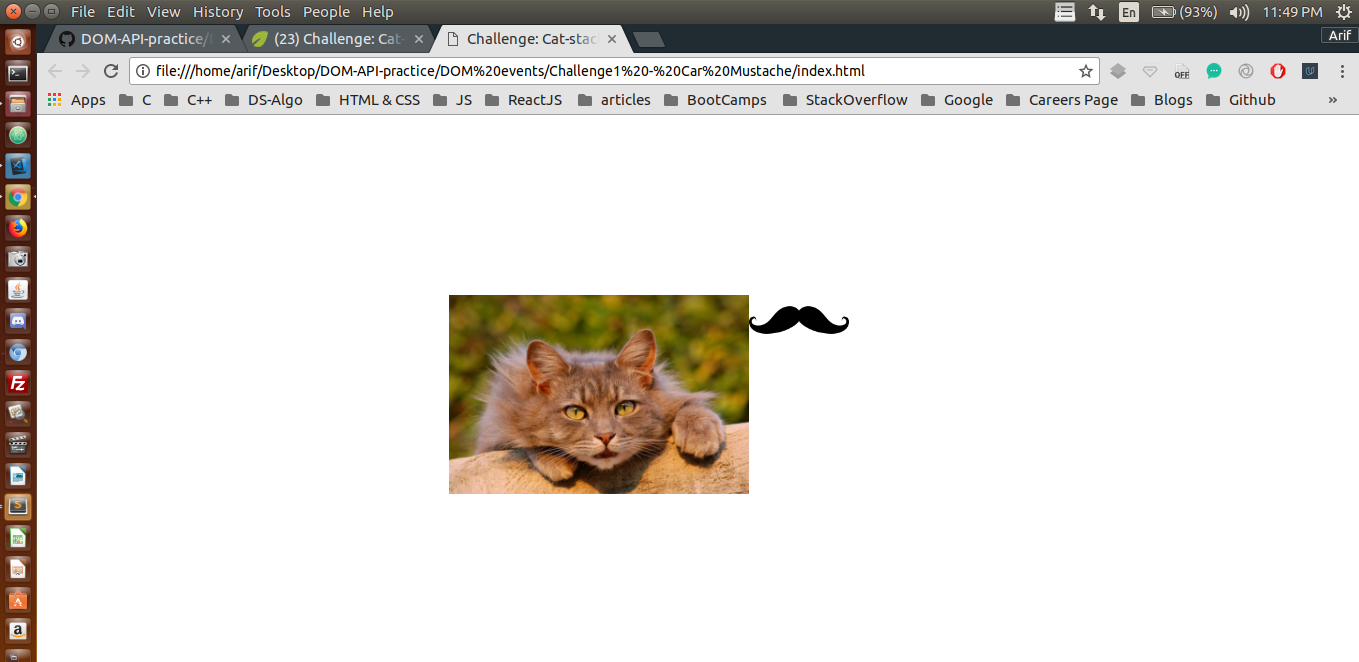 File Edit View History Tools People Help En (93%) 11:49 PM
DOM-API-practice/ (23) Challenge: Cat- Challenge: Cat-stac Arif
file:///home/arif/Desktop/DOM-API-practice/DOM%20events/Challenge1%20-%20Car%20Mustache/index.html OFF
Apps C C++ DS-Algo HTML & CSS JS ReactJS articles BootCamps StackOverflow Google Careers Page Blogs Github »